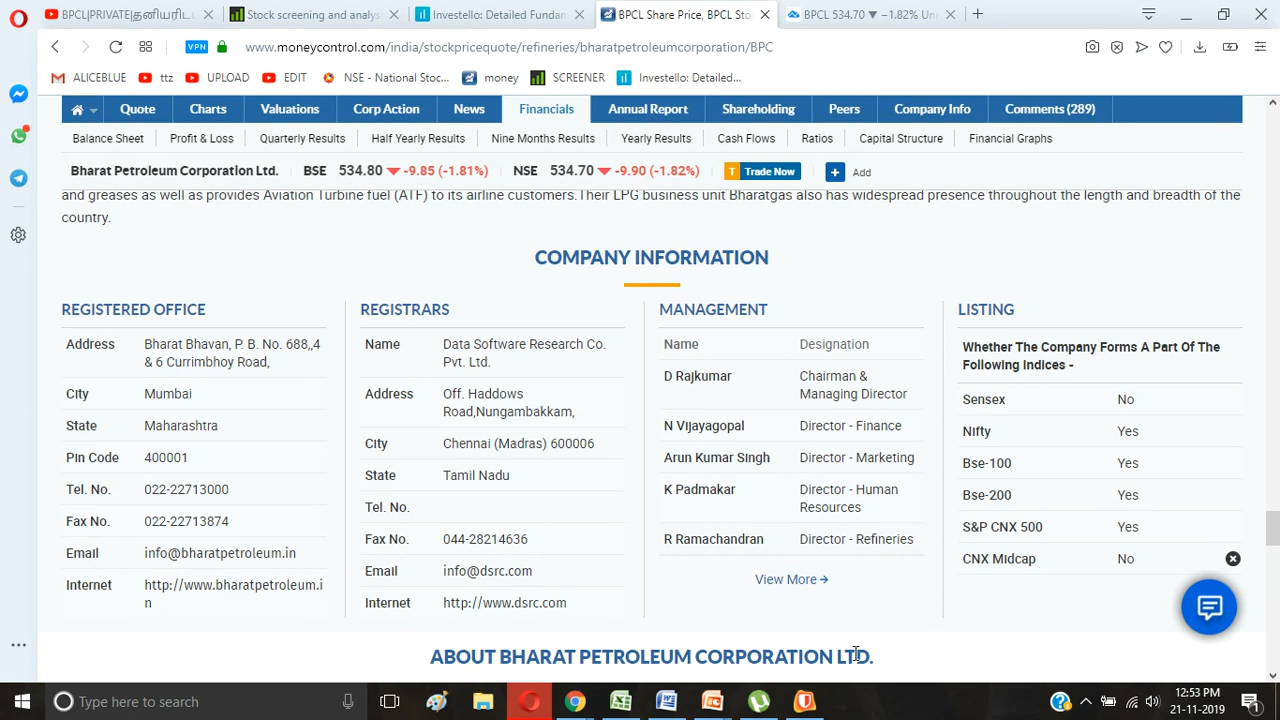 BPCL|PRIVATE|தனியரிட
Stock screening and analys
Investello: Detailed Fundan
BPCL Share Price, BPCL Sto
BPCL 534.70 ▼ −1.82% Un
www.moneycontrol.com/india/stockpricequote/refineries/bharatpetroleumcorporation/BPC
VPN
ALICEBLUE
ttz
UPLOAD
EDIT
NSE - National Stoc...
money
SCREENER
Investello: Detailed...
Quote Charts Valuations Corp Action News Financials Annual Report Shareholding Peers Company Info Comments (289)
Balance Sheet Profit & Loss Quarterly Results Half Yearly Results Nine Months Results Yearly Results Cash Flows Ratios Capital Structure Financial Graphs
Bharat Petroleum Corporation Ltd. BSE 534.80 ▼ -9.85 (-1.81%) NSE 534.70 ▼ -9.90 (-1.82%) T Trade Now + Add
and greases as well as provides Aviation Turbine fuel (ATF) to its airline customers.Their LPG business unit Bharatgas also has widespread presence throughout the length and breadth of the
country.
COMPANY INFORMATION
REGISTERED OFFICE
Address Bharat Bhavan, P. B. No. 688,,4
& 6 Currimbhoy Road,
City Mumbai
State Maharashtra
Pin Code 400001
Tel. No. 022-22713000
Fax No. 022-22713874
Email info@bharatpetroleum.in
Internet http://www.bharatpetroleum.i
n
REGISTRARS
Name Data Software Research Co.
Pvt. Ltd.
Address Off. Haddows
Road,Nungambakkam,
City Chennai (Madras) 600006
State Tamil Nadu
Tel. No.
Fax No. 044-28214636
Email info@dsrc.com
Internet http://www.dsrc.com
MANAGEMENT
Name Designation
D Rajkumar Chairman &
Managing Director
N Vijayagopal Director - Finance
Arun Kumar Singh Director - Marketing
K Padmakar Director - Human
Resources
R Ramachandran Director - Refineries
View More →
LISTING
Whether The Company Forms A Part Of The
Following Indices -
Sensex No
Nifty Yes
Bse-100 Yes
Bse-200 Yes
S&P CNX 500 Yes
CNX Midcap No
ABOUT BHARAT PETROLEUM CORPORATION LTD.
Type here to search
12:53 PM
21-11-2019